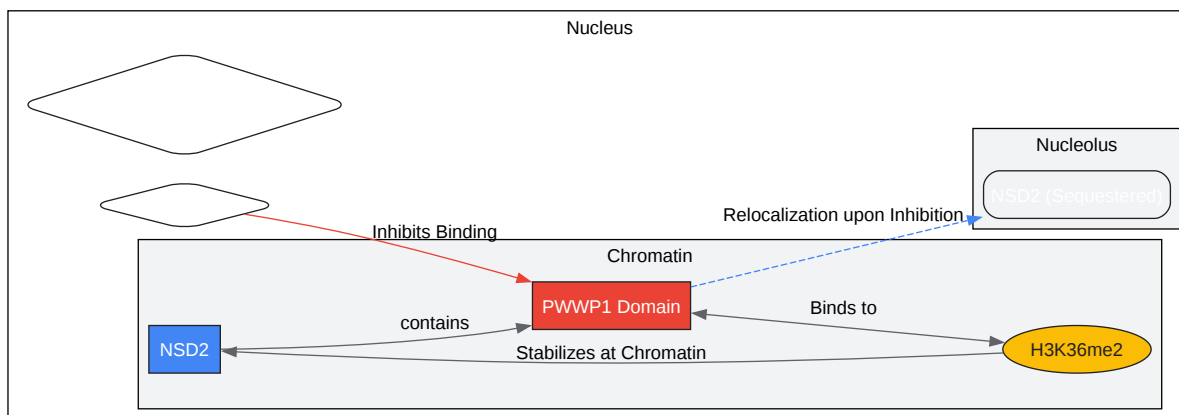 Nucleus
Nucleolus
NSD2 (Sequestered)
Relocalization upon Inhibition
Inhibits Binding
Chromatin
PWWP1 Domain
Binds to
contains
NSD2
Stabilizes at Chromatin
H3K36me2